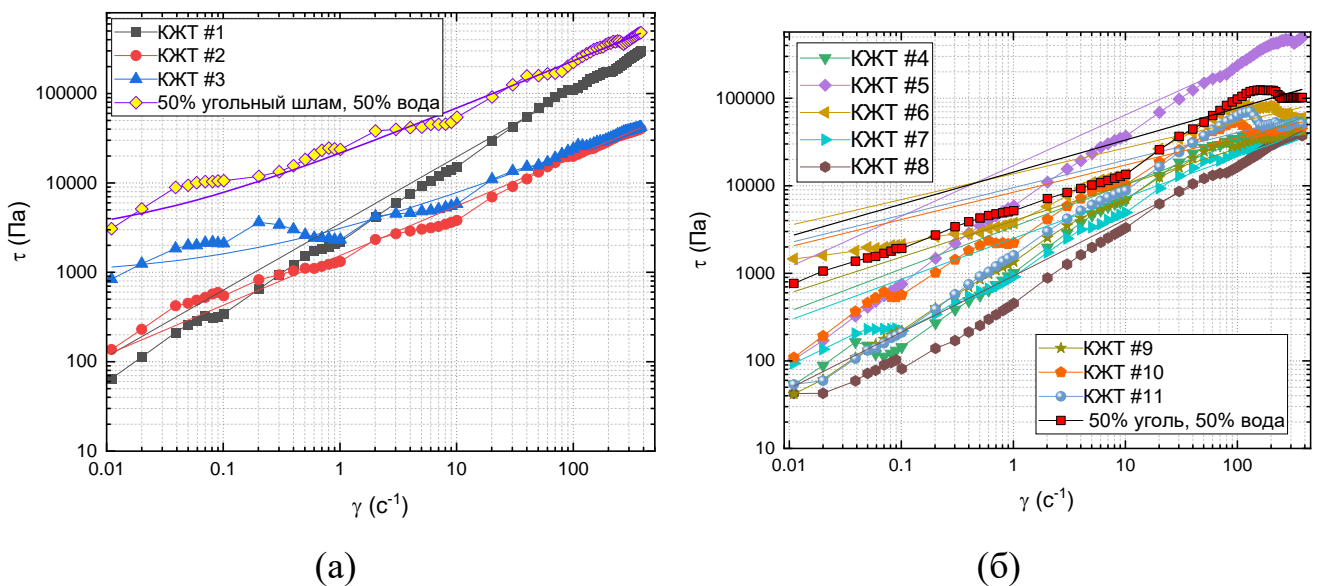 КЖТ #1
КЖТ #2
КЖТ #3
50% угольный шлам, 50% вода
100000
10000
1000
100
10
0.01
0.1
1
10
100
τ (Па)
γ (с⁻¹)
(а)
КЖТ #4
КЖТ #5
КЖТ #6
КЖТ #7
КЖТ #8
КЖТ #9
КЖТ #10
КЖТ #11
50% уголь, 50% вода
100000
10000
1000
100
10
0.01
0.1
1
10
100
τ (Па)
γ (с⁻¹)
(б)